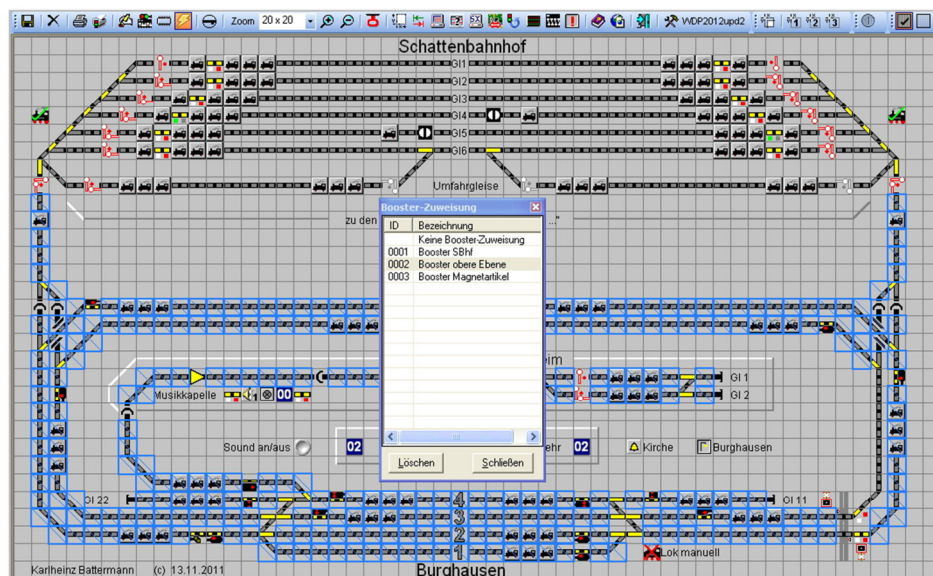 Zoom 20 x 20 WDP2012upd2
Schattenbahnhof
Gl1
Gl2
Gl3
Gl4
Gl5
Gl6
Umfahrgleise
zu den ..."
Booster-Zuweisung
ID Bezeichnung
Keine Booster-Zuweisung
0001 Booster SBhf
0002 Booster obere Ebene
0003 Booster Magnetartikel
Löschen Schließen
eim
Gl 1
Musikkapelle 1 00 Gl 2
Sound an/aus 02 ehr 02 Kirche Burghausen
Gl 22 4 Gl 11
3
2
1 Lok manuell
Karlheinz Battermann (c) 13.11.2011 Burghausen